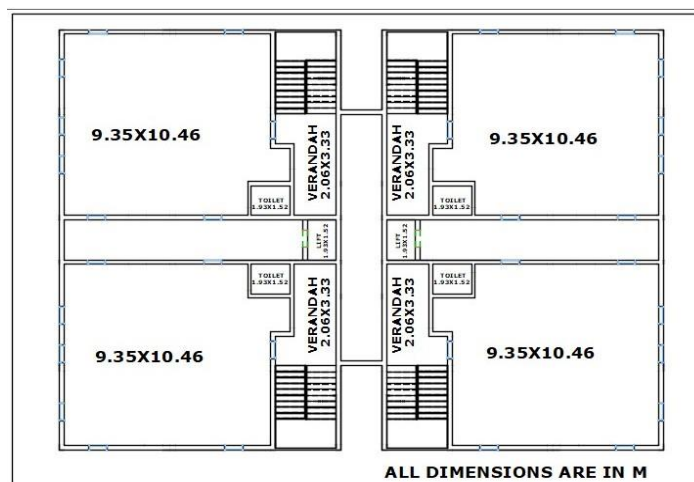 9.35X10.46
VERANDAH
2.06X3.33
VERANDAH
2.06X3.33
9.35X10.46
TOILET
1.93X1.52
TOILET
1.93X1.52
LIFT
1.93X1.52
LIFT
1.93X1.52
TOILET
1.93X1.52
TOILET
1.93X1.52
VERANDAH
2.06X3.33
VERANDAH
2.06X3.33
9.35X10.46
9.35X10.46
ALL DIMENSIONS ARE IN M